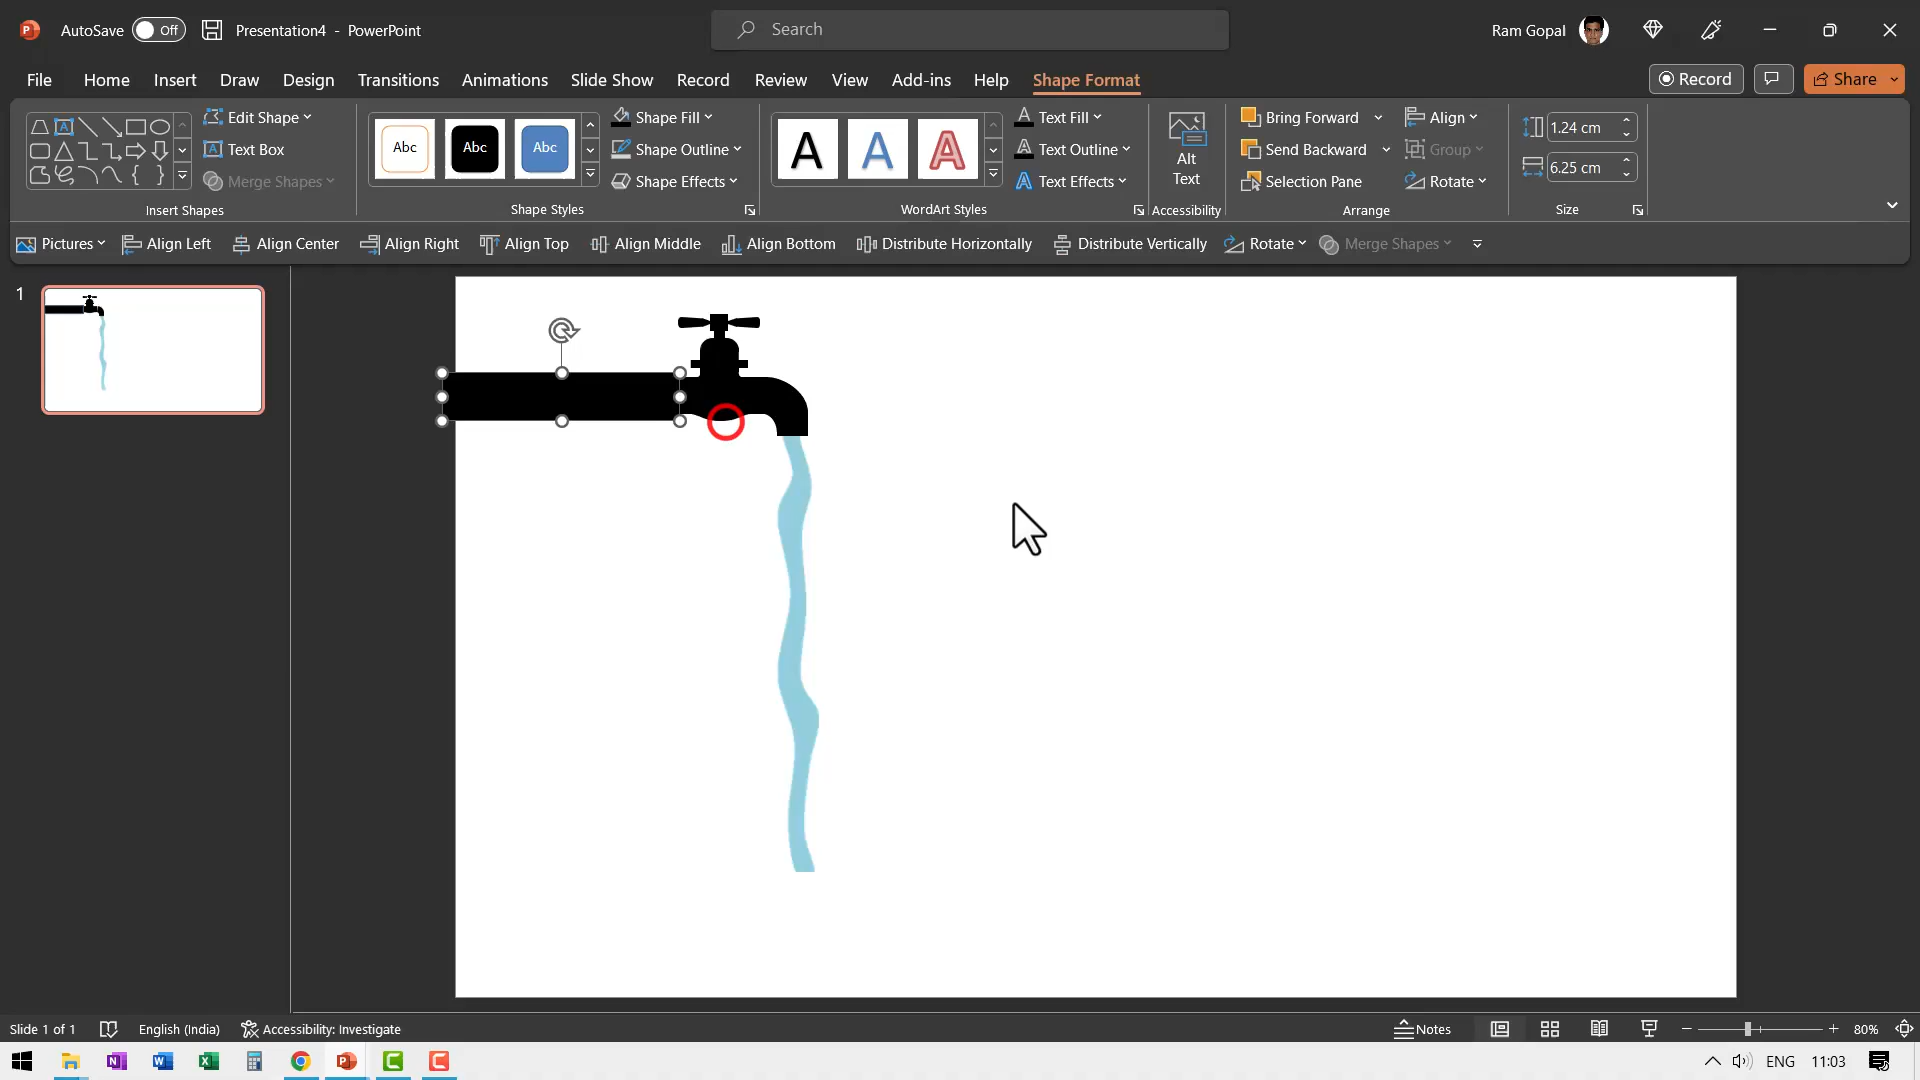 AutoSave Off Presentation4 - PowerPoint Search Ram Gopal
File Home Insert Draw Design Transitions Animations Slide Show Record Review View Add-ins Help Shape Format Record Share
Edit Shape
Text Box
Merge Shapes
Insert Shapes
Abc Abc Abc
Shape Fill
Shape Outline
Shape Effects
Shape Styles
A A A
Text Fill
Text Outline
Text Effects
WordArt Styles
Alt
Text
Accessibility
Bring Forward
Send Backward
Selection Pane
Align
Group
Rotate
Arrange
1.24 cm
6.25 cm
Size
Pictures Align Left Align Center Align Right Align Top Align Middle Align Bottom Distribute Horizontally Distribute Vertically Rotate Merge Shapes
1
Slide 1 of 1 English (India) Accessibility: Investigate Notes 80%
ENG 11:03